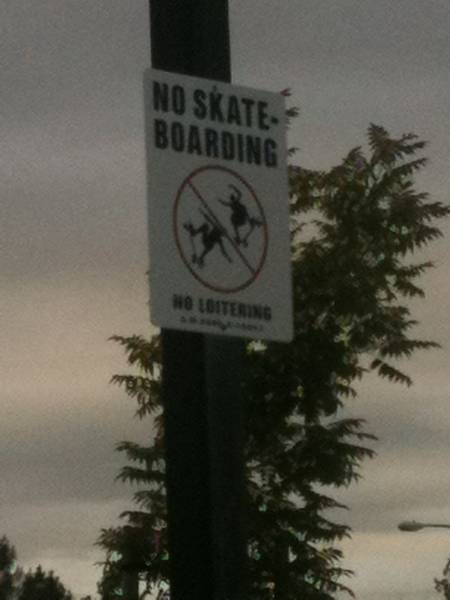 NO SKATE-
BOARDING
NO LOITERING